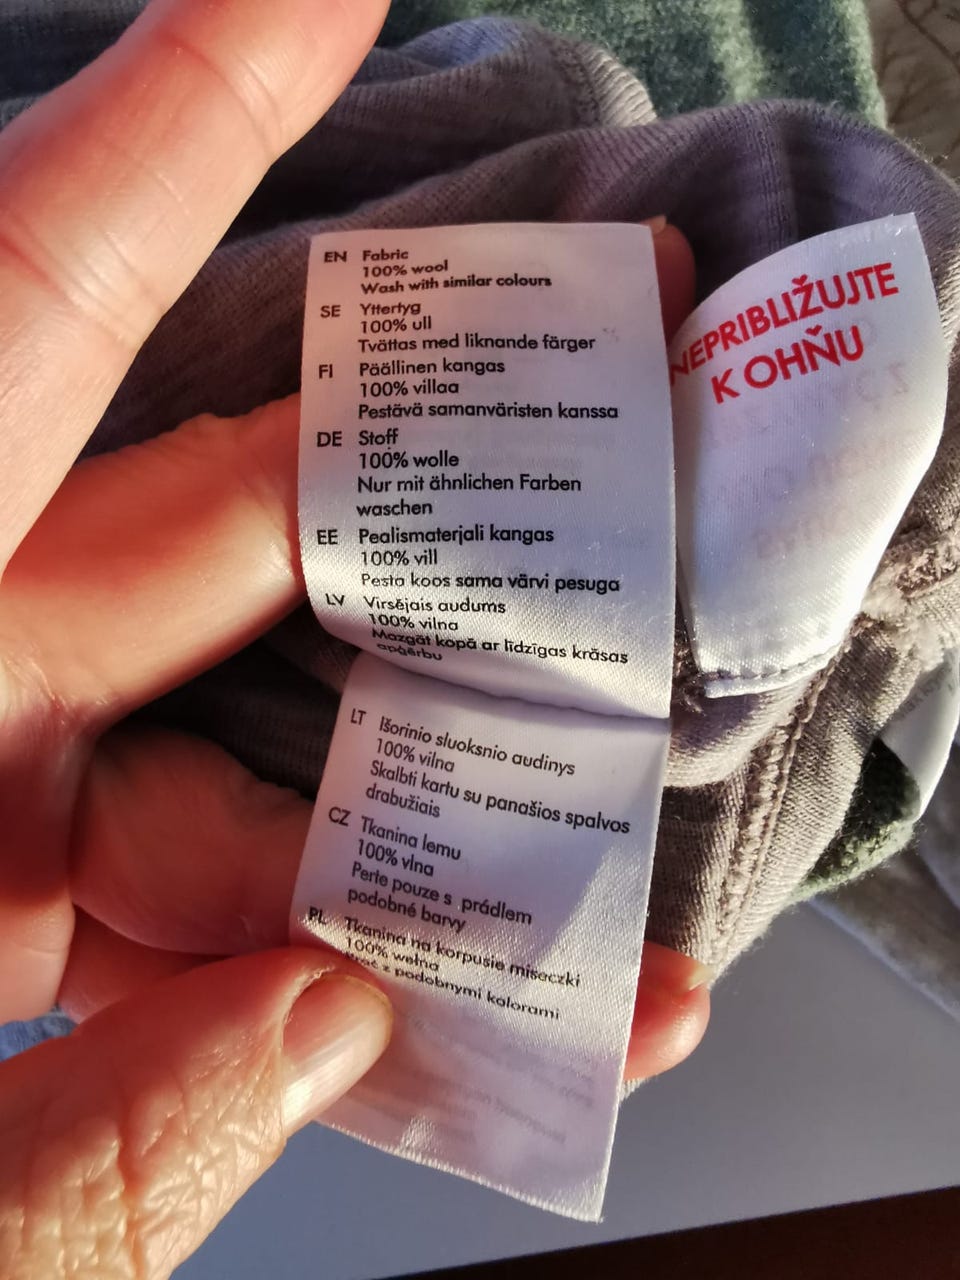 EN Fabric
100% wool
Wash with similar colours
SE Yttertyg
100% ull
Tvättas med liknande färger
FI Päällinen kangas
100% villaa
Pestävä samanväristen kanssa
DE Stoff
100% wolle
Nur mit ähnlichen Farben
waschen
EE Pealismaterjali kangas
100% vill
Pesta koos sama värvi pesuga
LV Virsējais audums
100% vilna
Mazgāt kopā ar līdzīgas krāsas
apģērbu
LT Išorinio sluoksnio audinys
100% vilna
Skalbti kartu su panašios spalvos
drabužiais
CZ Tkanina lemu
100% vlna
Perte pouze s prádlem
podobné barvy
PL Tkanina na korpusie miseczki
100% wełna
z podobnymi kolorami
NEPRIBLIŽUJTE
K OHŇU